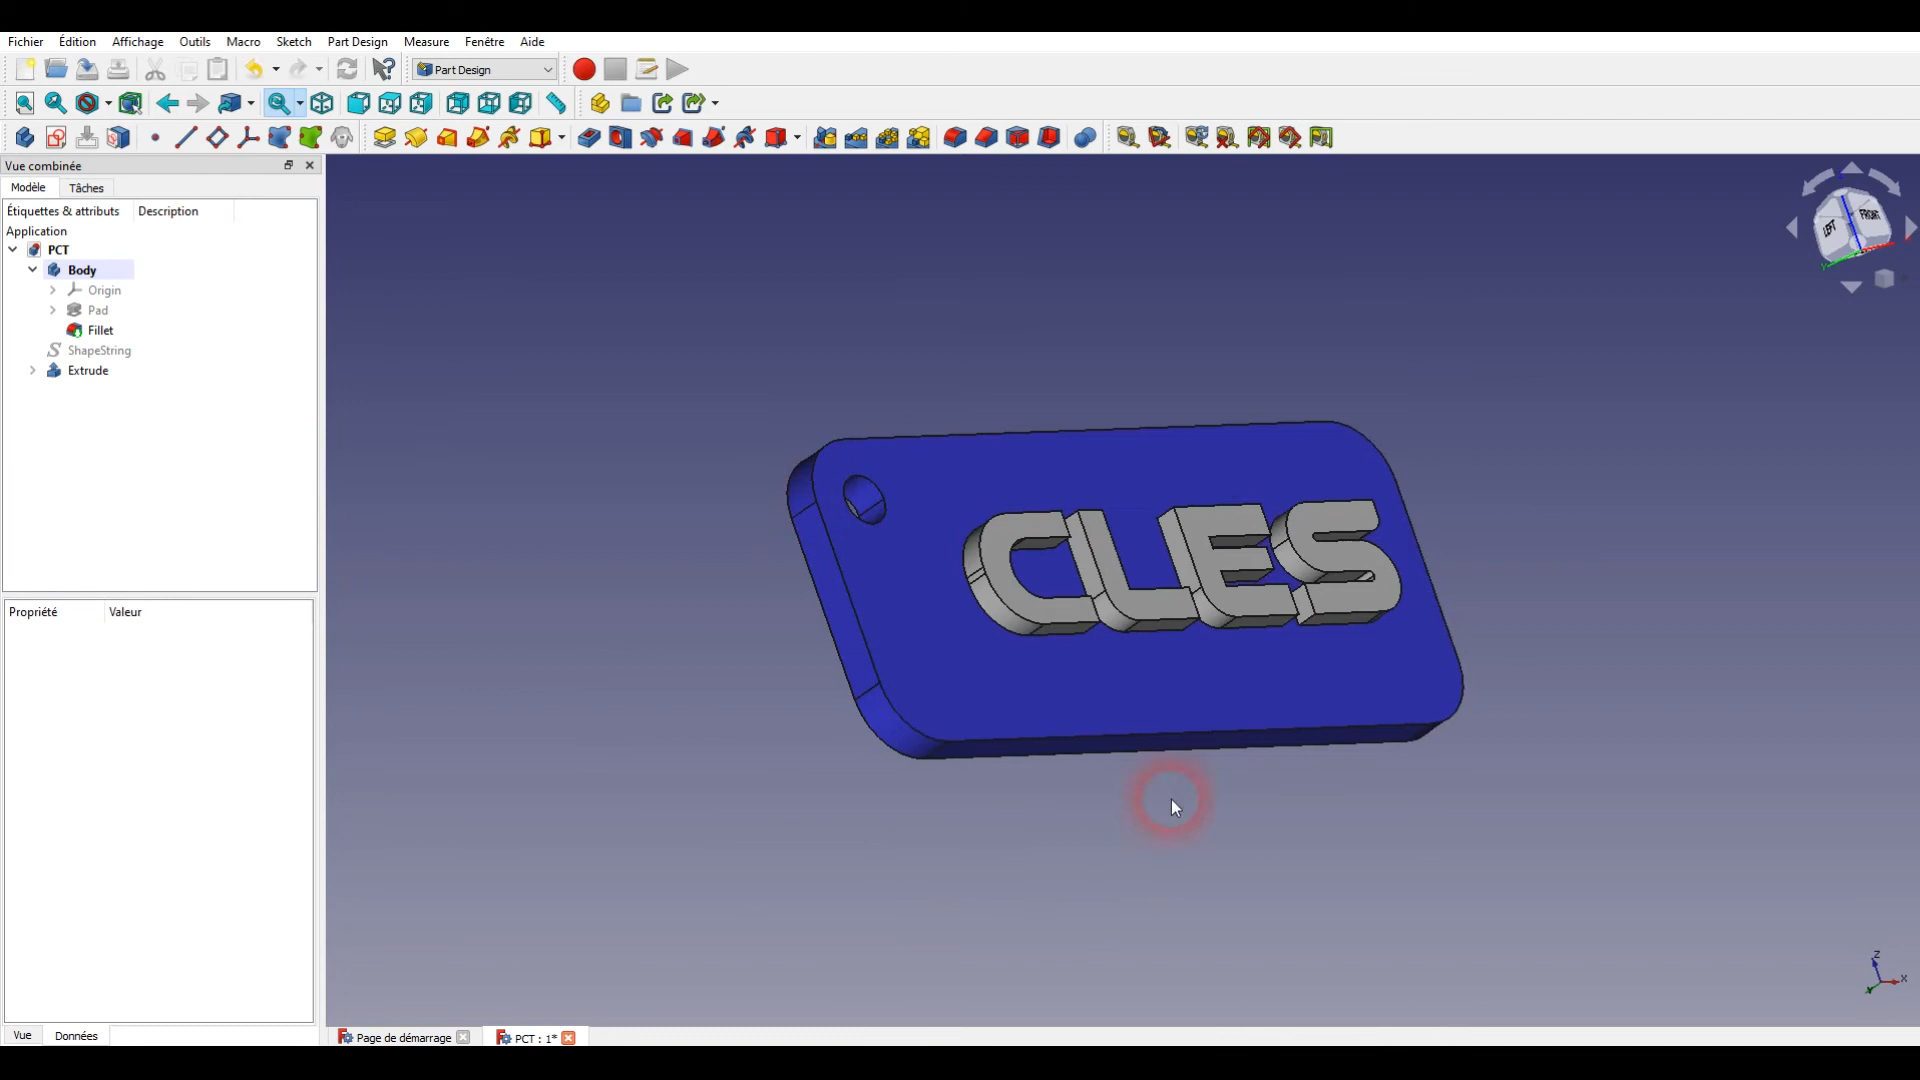 Fichier Édition Affichage Outils Macro Sketch Part Design Measure Fenêtre Aide
Part Design
Vue combinée
Modèle Tâches
Étiquettes & attributs Description
Application
PCT
Body
Origin
Pad
Fillet
ShapeString
Extrude
Propriété Valeur
Vue Données
LEFT FRONT
CLES
Z
X
Y
Page de démarrage PCT : 1*